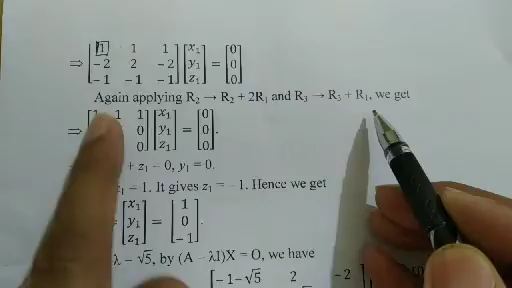 ⇒ [1 1 1; -2 2 -2; -1 -1 -1] [x₁; y₁; z₁] = [0; 0; 0]
Again applying R₂ → R₂ + 2R₁ and R₃ → R₃ + R₁, we get
⇒ [1 1 1; 0; 0] [x₁; y₁; z₁] = [0; 0; 0].
+ z₁ = 0, y₁ = 0.
= 1. It gives z₁ = -1. Hence we get
[x₁; y₁; z₁] = [1; 0; -1].
λ = √5, by (A - λI)X = O, we have
[-1-√5 2 -2]